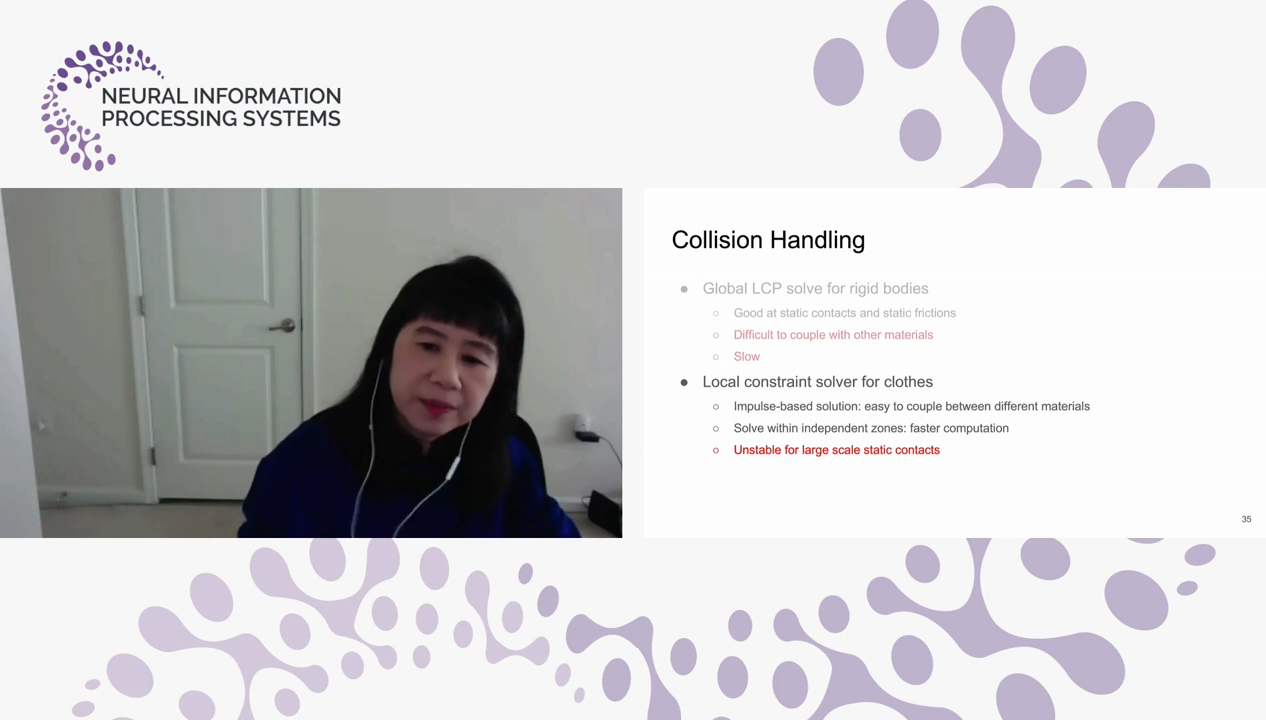 NEURAL INFORMATION
PROCESSING SYSTEMS
Collision Handling
● Global LCP solve for rigid bodies
○ Good at static contacts and static frictions
○ Difficult to couple with other materials
○ Slow
● Local constraint solver for clothes
○ Impulse-based solution: easy to couple between different materials
○ Solve within independent zones: faster computation
○ Unstable for large scale static contacts
35